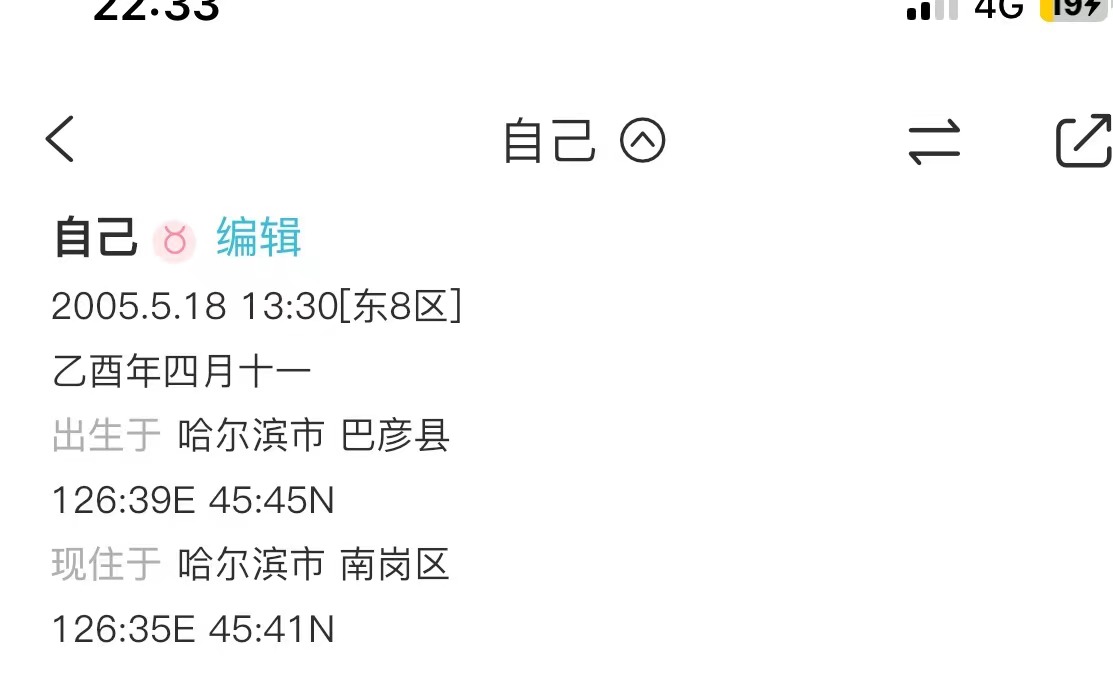 22:33 4G 19
自己
自己 编辑
2005.5.18 13:30[东8区]
乙酉年四月十一
出生于 哈尔滨市 巴彦县
126:39E 45:45N
现住于 哈尔滨市 南岗区
126:35E 45:41N